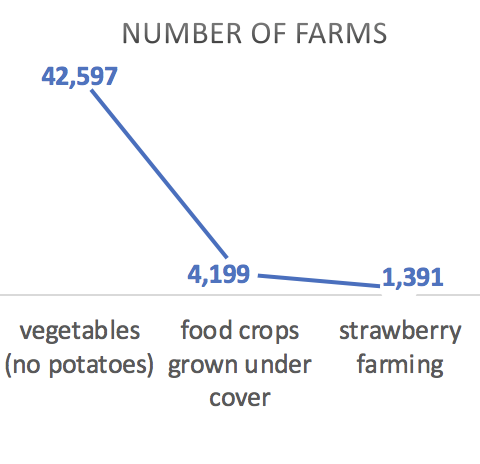 NUMBER OF FARMS
42,597
4,199
1,391
vegetables
(no potatoes)
food crops
grown under
cover
strawberry
farming